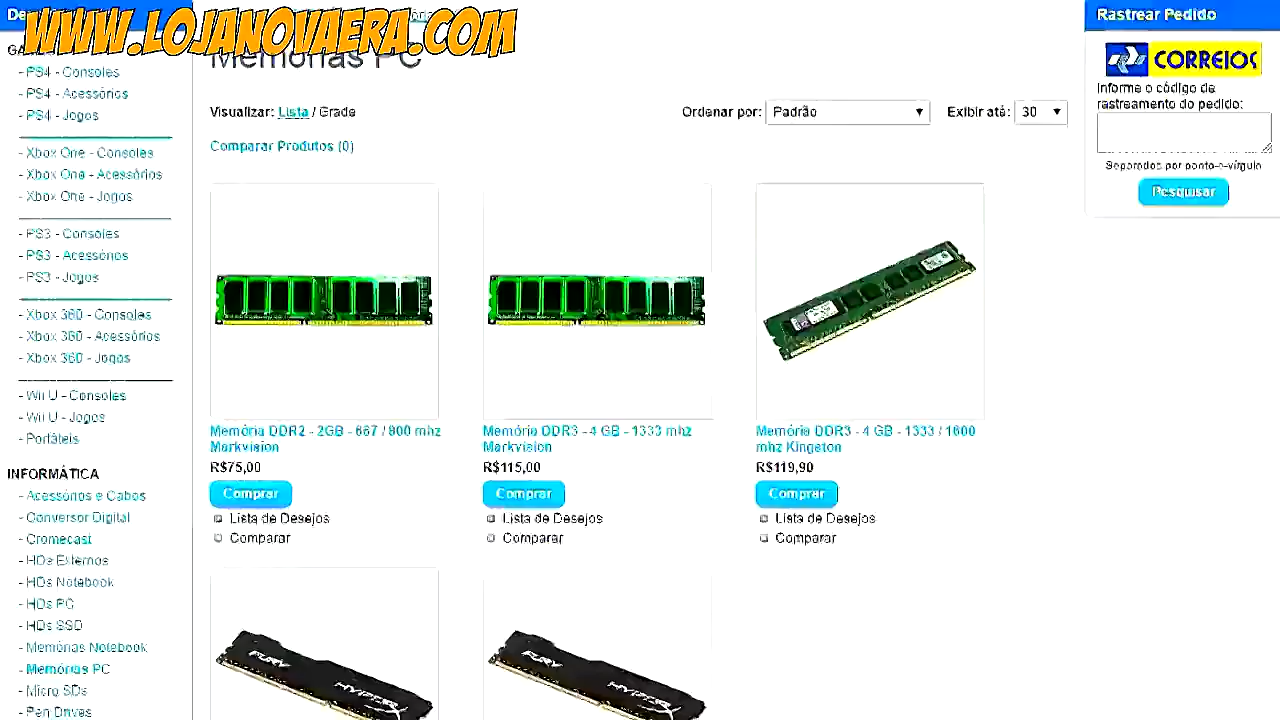 WWW.LOJANOVAERA.COM
Memórias PC
Visualizar: Lista / Grade
Ordenar por: Padrão
Exibir até: 30
Comparar Produtos (0)
- PS4 - Consoles
- PS4 - Acessórios
- PS4 - Jogos
- Xbox One - Consoles
- Xbox One - Acessórios
- Xbox One - Jogos
- PS3 - Consoles
- PS3 - Acessórios
- PS3 - Jogos
- Xbox 360 - Consoles
- Xbox 360 - Acessórios
- Xbox 360 - Jogos
- Wii U - Consoles
- Wii U - Jogos
- Portáteis
INFORMÁTICA
- Acessórios e Cabos
- Conversor Digital
- Cromecast
- HDs Externos
- HDs Notebook
- HDs PC
- HDs SSD
- Memórias Notebook
- Memórias PC
- Micro SDs
- Pen Drives
Memória DDR2 - 2GB - 667 / 800 mhz
Markvision
R$75,00
Comprar
Lista de Desejos
Comparar
Memória DDR3 - 4 GB - 1333 mhz
Markvision
R$115,00
Comprar
Lista de Desejos
Comparar
Memória DDR3 - 4 GB - 1333 / 1600
mhz Kingston
R$119,90
Comprar
Lista de Desejos
Comparar
FURY
HYPERX
FURY
HYPERX
Rastrear Pedido
CORREIOS
Informe o código de
rastreamento do pedido:
Separados por ponto-e-vírgula
Pesquisar